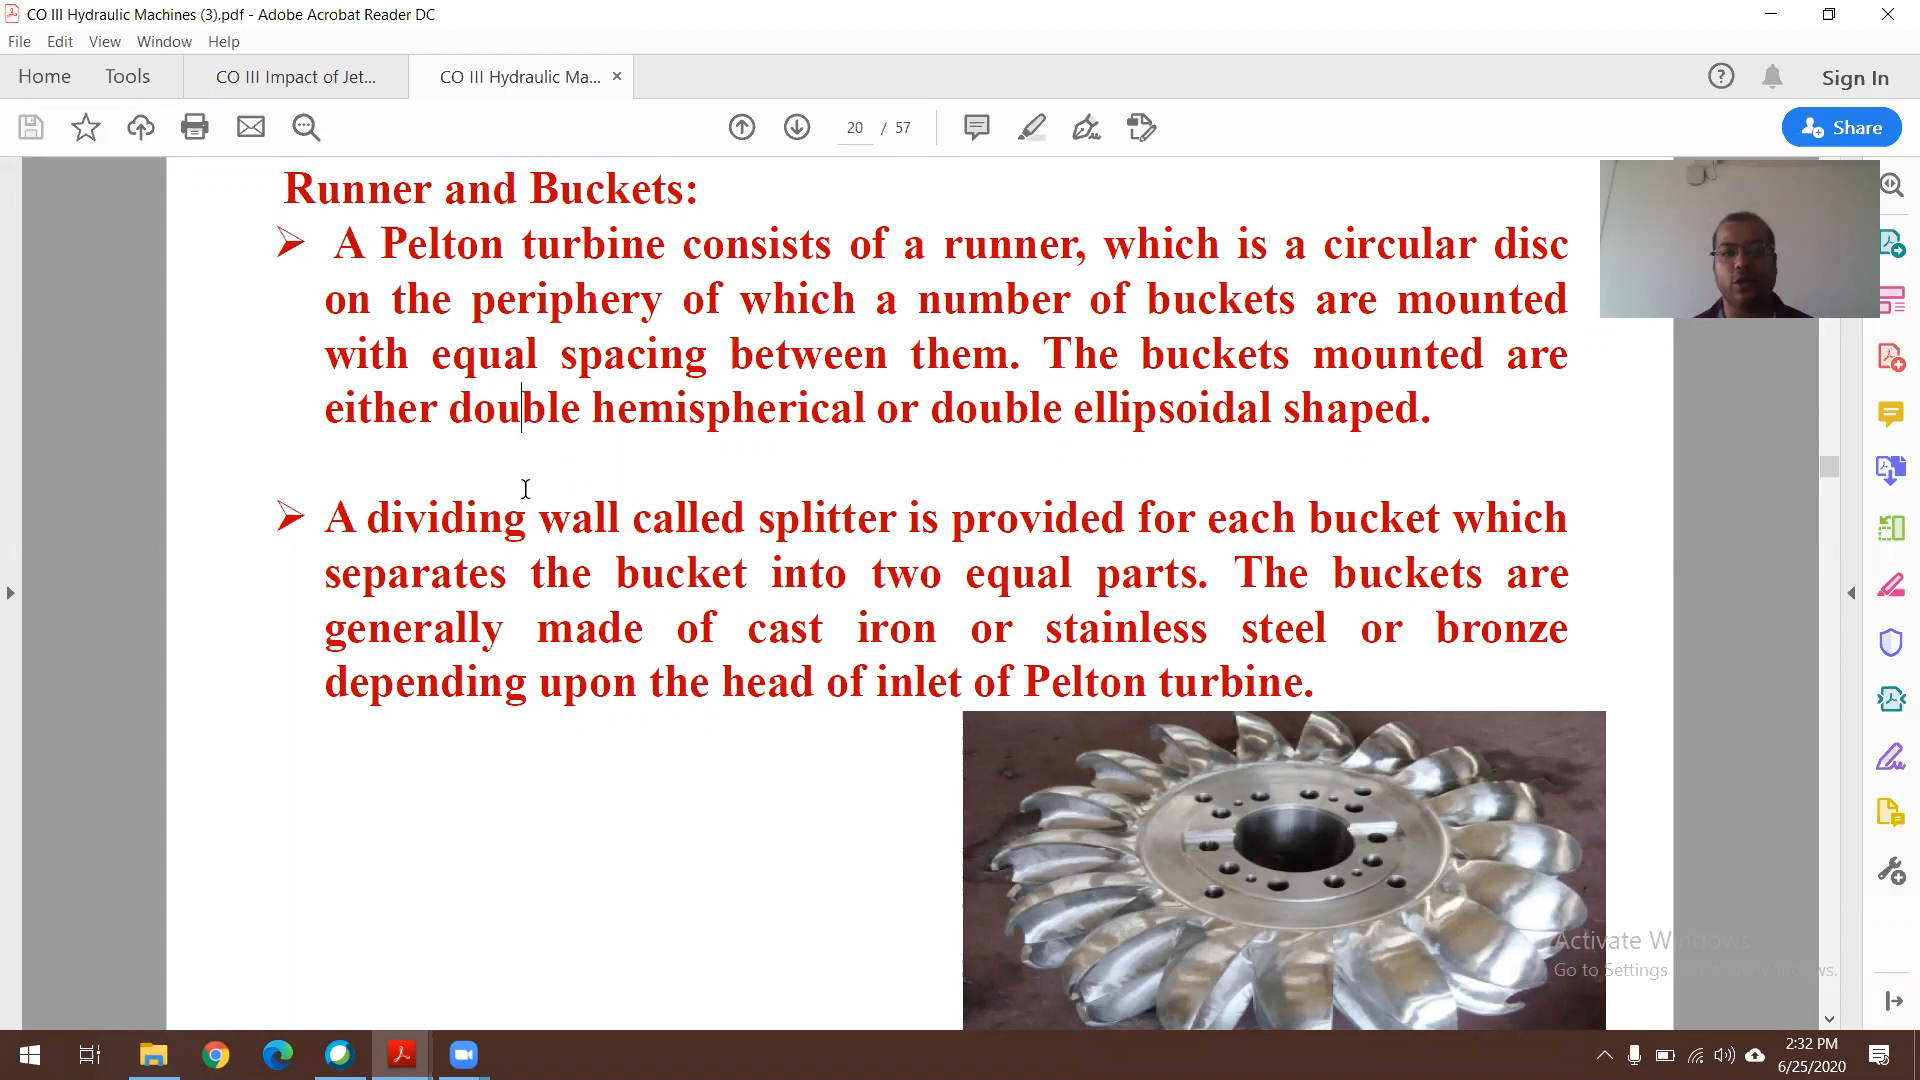 CO III Hydraulic Machines (3).pdf - Adobe Acrobat Reader DC
File Edit View Window Help
Home Tools CO III Impact of Jet... CO III Hydraulic Ma... Sign In
20 / 57 Share
Runner and Buckets:
A Pelton turbine consists of a runner, which is a circular disc
on the periphery of which a number of buckets are mounted
with equal spacing between them. The buckets mounted are
either double hemispherical or double ellipsoidal shaped.
A dividing wall called splitter is provided for each bucket which
separates the bucket into two equal parts. The buckets are
generally made of cast iron or stainless steel or bronze
depending upon the head of inlet of Pelton turbine.
Activate Windows
Go to Settings to activate Windows.
2:32 PM
6/25/2020